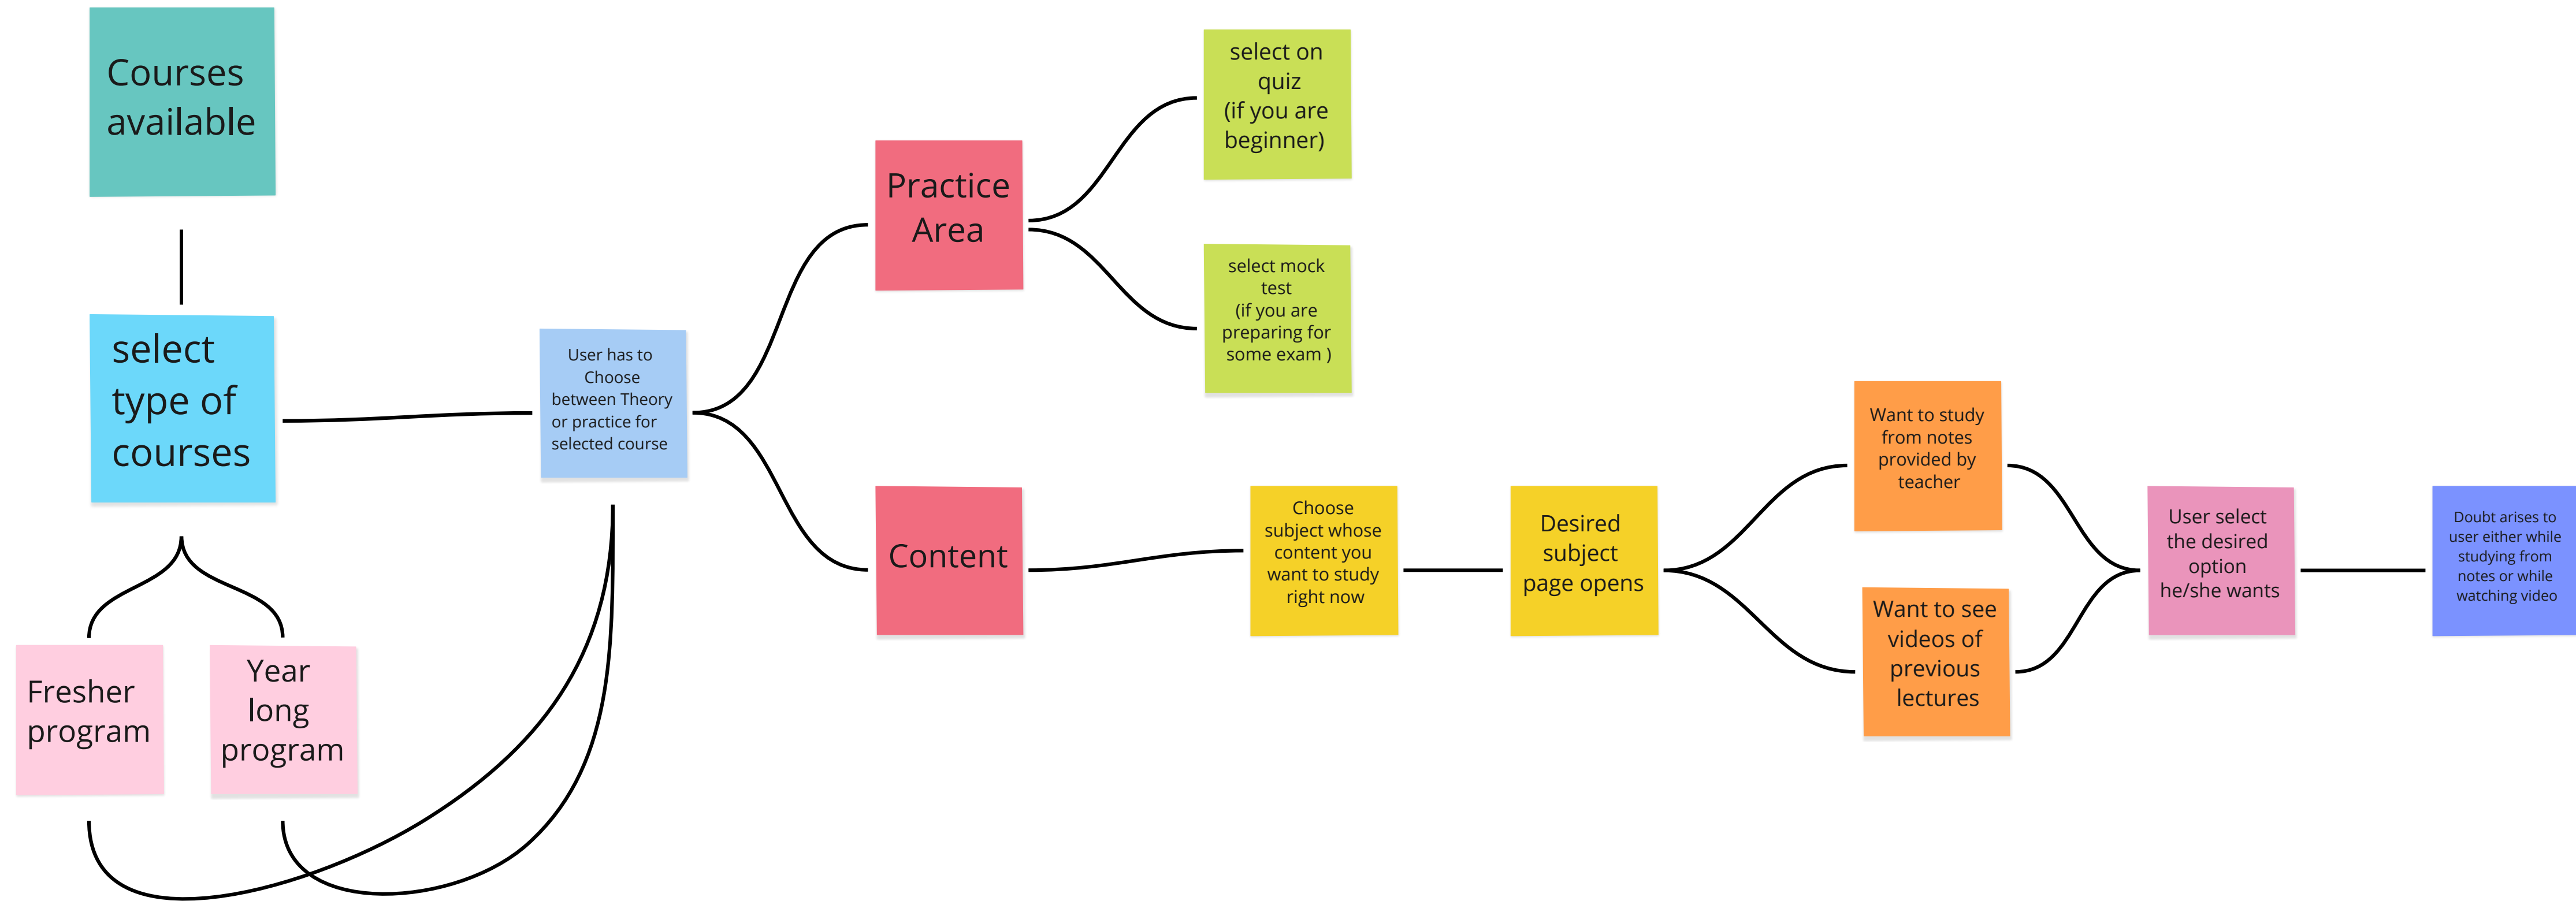 Courses
available
select
type of
courses
Fresher
program
Year
long
program
User has to
Choose
between Theory
or practice for
selected course
Practice
Area
select on
quiz
(if you are
beginner)
select mock
test
(if you are
preparing for
some exam )
Content
Choose
subject whose
content you
want to study
right now
Desired
subject
page opens
Want to study
from notes
provided by
teacher
Want to see
videos of
previous
lectures
User select
the desired
option
he/she wants
Doubt arises to
user either while
studying from
notes or while
watching video